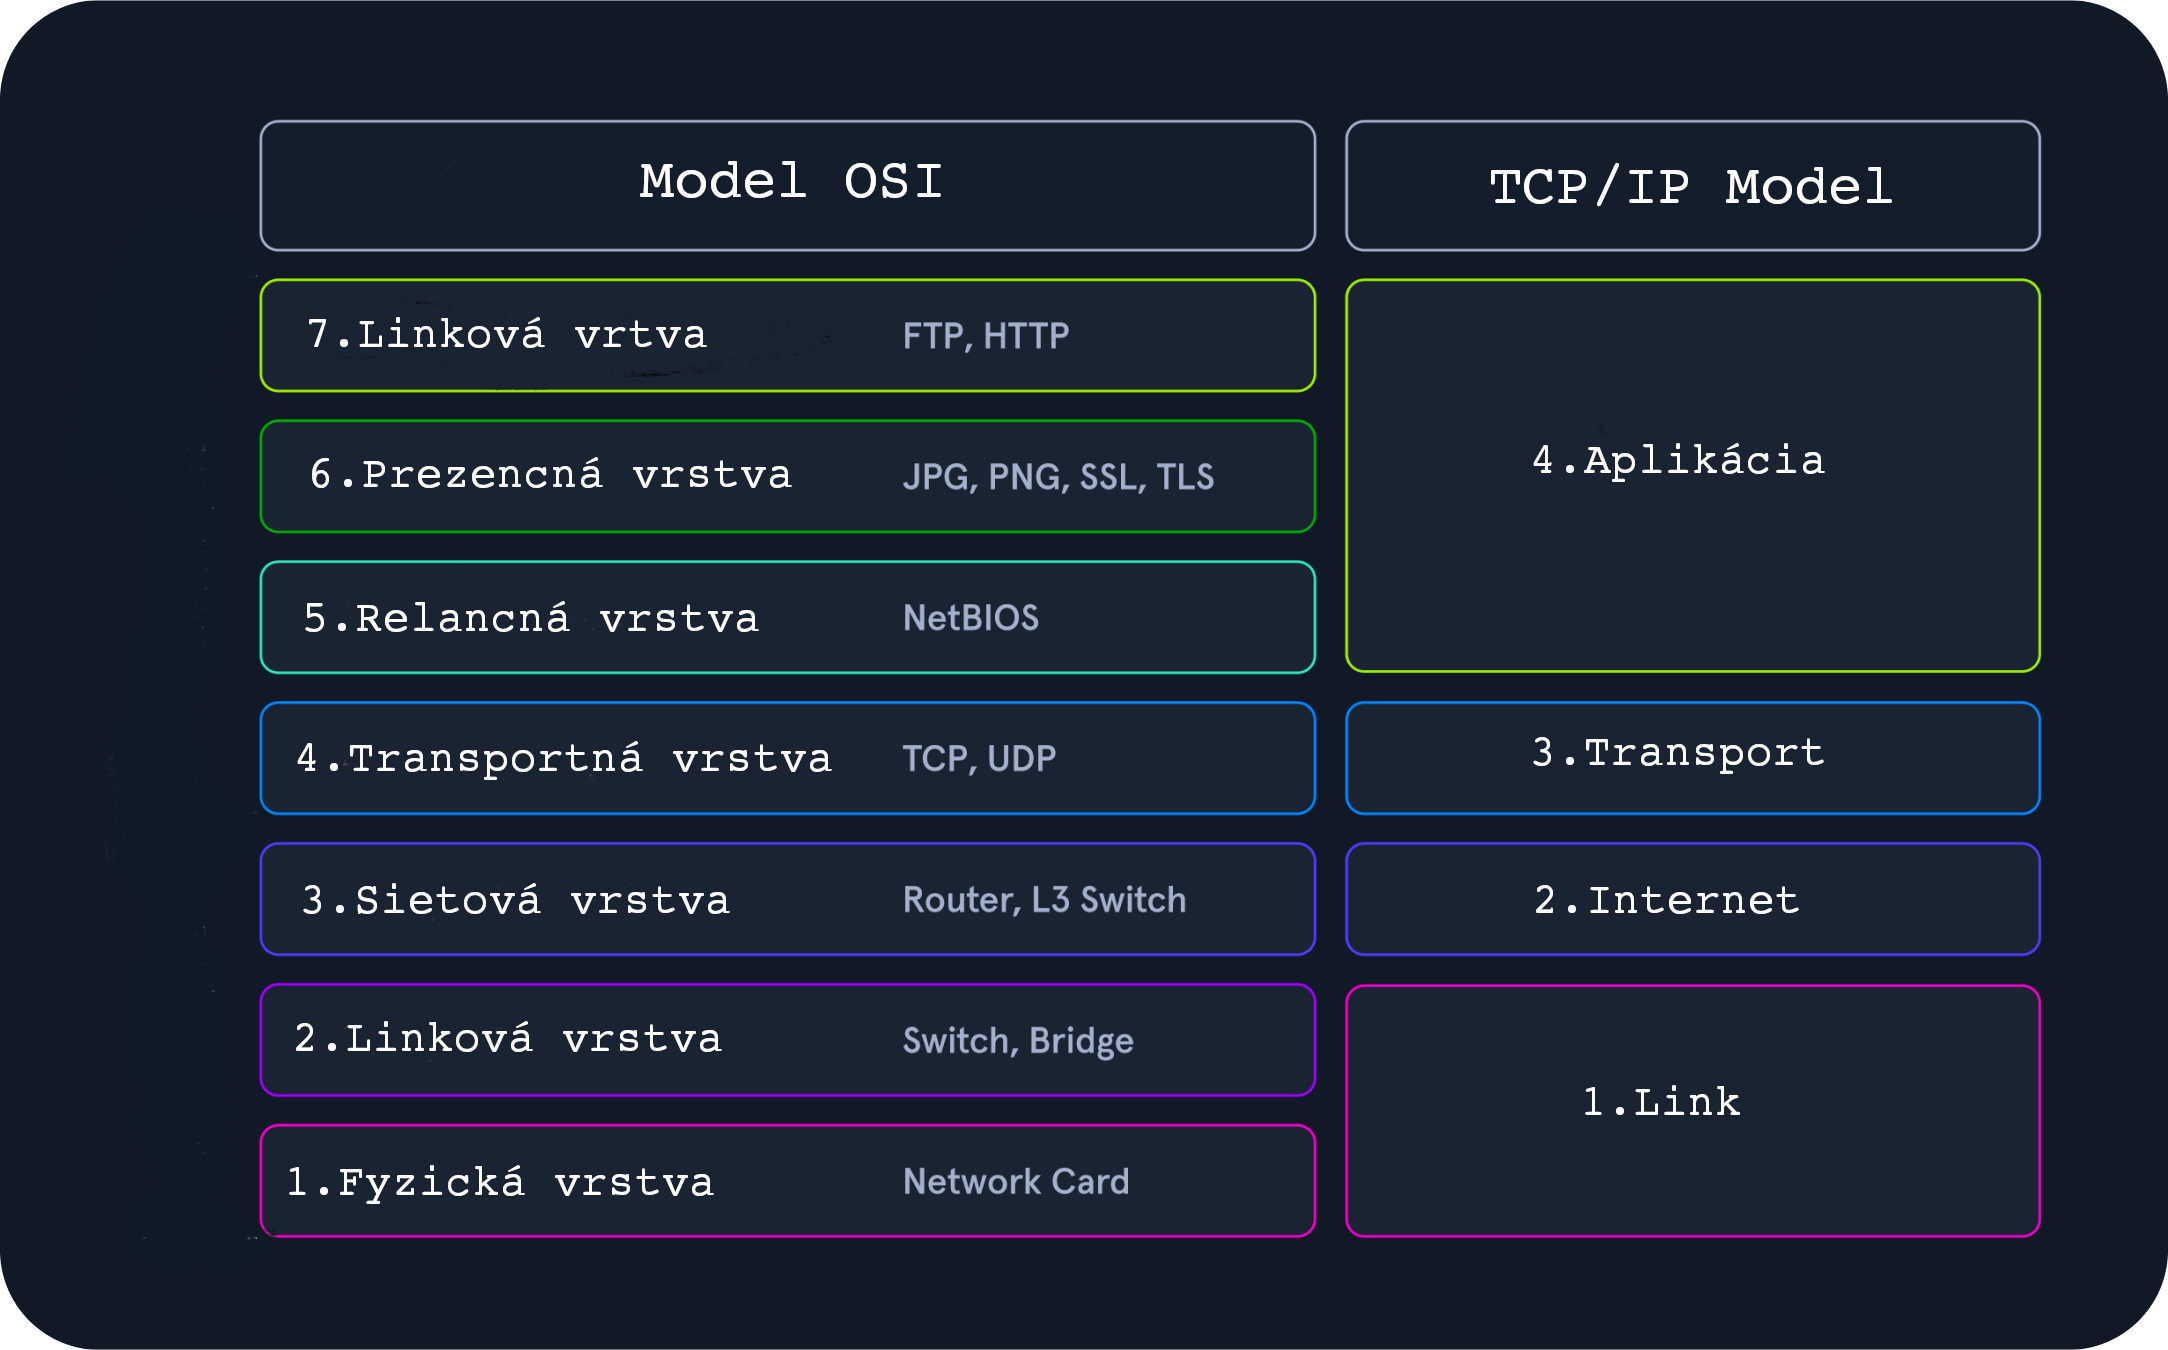 Model OSI
TCP/IP Model
7.Linková vrtva
FTP, HTTP
6.Prezencná vrstva
JPG, PNG, SSL, TLS
5.Relancná vrstva
NetBIOS
4.Aplikácia
4.Transportná vrstva
TCP, UDP
3.Transport
3.Sietová vrstva
Router, L3 Switch
2.Internet
2.Linková vrstva
Switch, Bridge
1.Fyzická vrstva
Network Card
1.Link